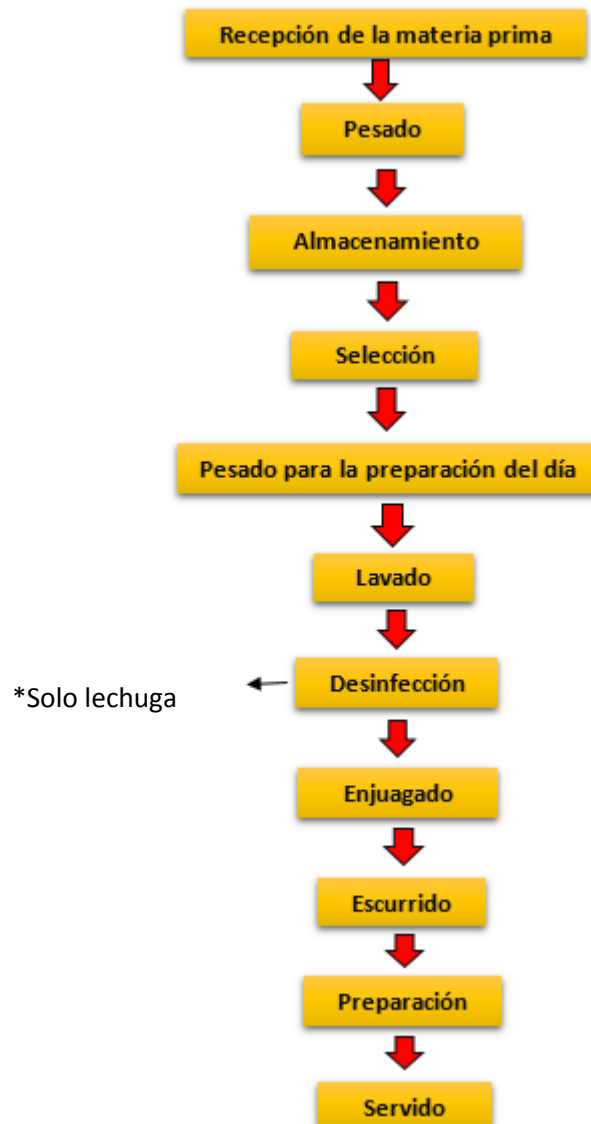 Recepción de la materia prima
Pesado
Almacenamiento
Selección
Pesado para la preparación del día
Lavado
*Solo lechuga
Desinfección
Enjuagado
Escurrido
Preparación
Servido